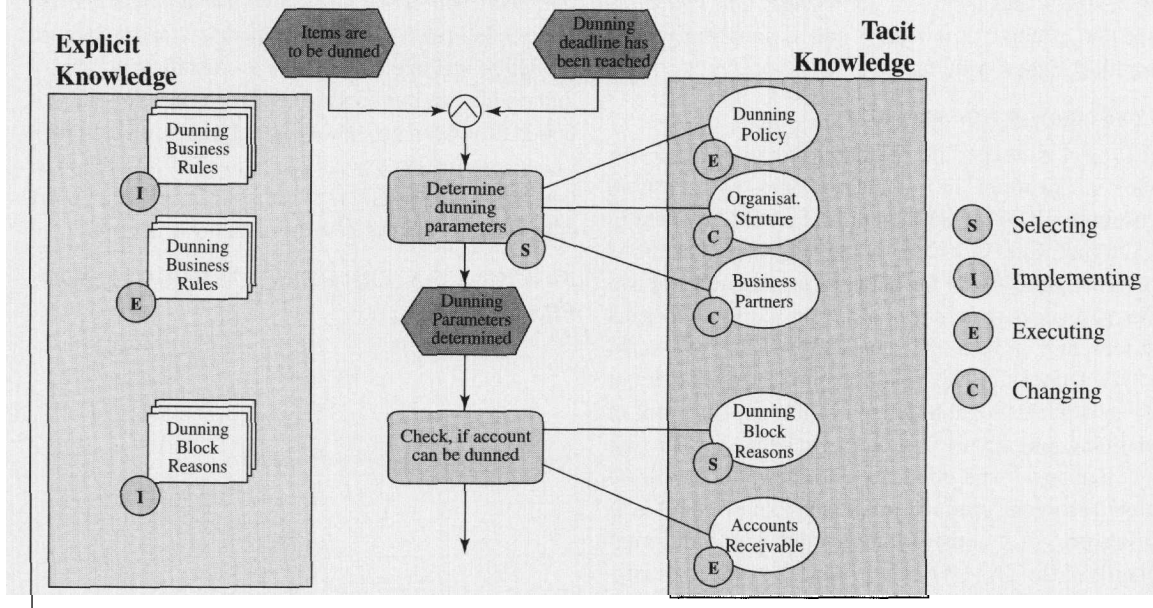 Explicit
Knowledge
Items are
to be dunned
Dunning
deadline has
been reached
Tacit
Knowledge
Dunning
Business
Rules
I
Dunning
Business
Rules
E
Dunning
Block
Reasons
I
Determine
dunning
parameters
S
Dunning
Parameters
determined
Check, if account
can be dunned
Dunning
Policy
E
Organisat.
Struture
C
Business
Partners
C
Dunning
Block
Reasons
S
Accounts
Receivable
E
S Selecting
I Implementing
E Executing
C Changing